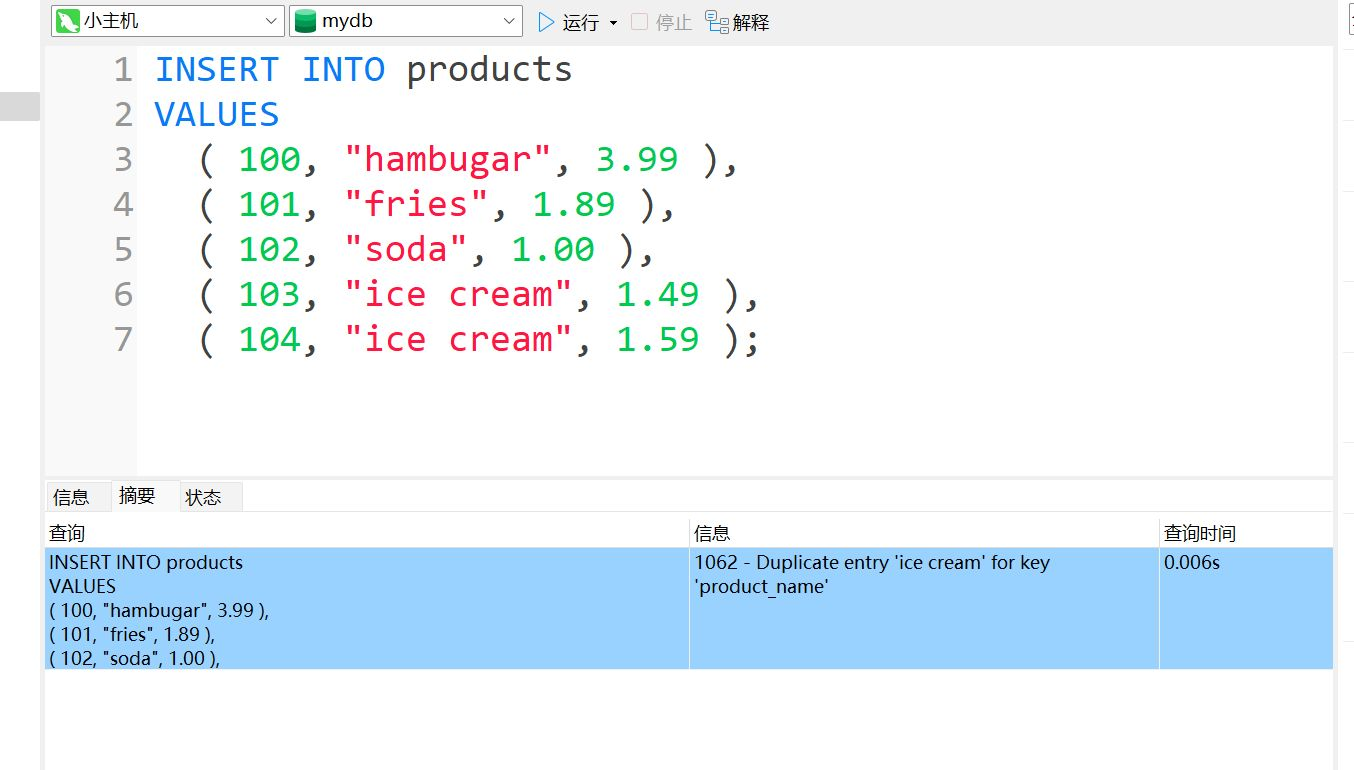 小主机 mydb 运行 停止 解释
1 INSERT INTO products
2 VALUES
3 ( 100, "hambugar", 3.99 ),
4 ( 101, "fries", 1.89 ),
5 ( 102, "soda", 1.00 ),
6 ( 103, "ice cream", 1.49 ),
7 ( 104, "ice cream", 1.59 );
信息 摘要 状态
查询 信息 查询时间
INSERT INTO products 1062 - Duplicate entry 'ice cream' for key 0.006s
VALUES 'product_name'
( 100, "hambugar", 3.99 ),
( 101, "fries", 1.89 ),
( 102, "soda", 1.00 ),